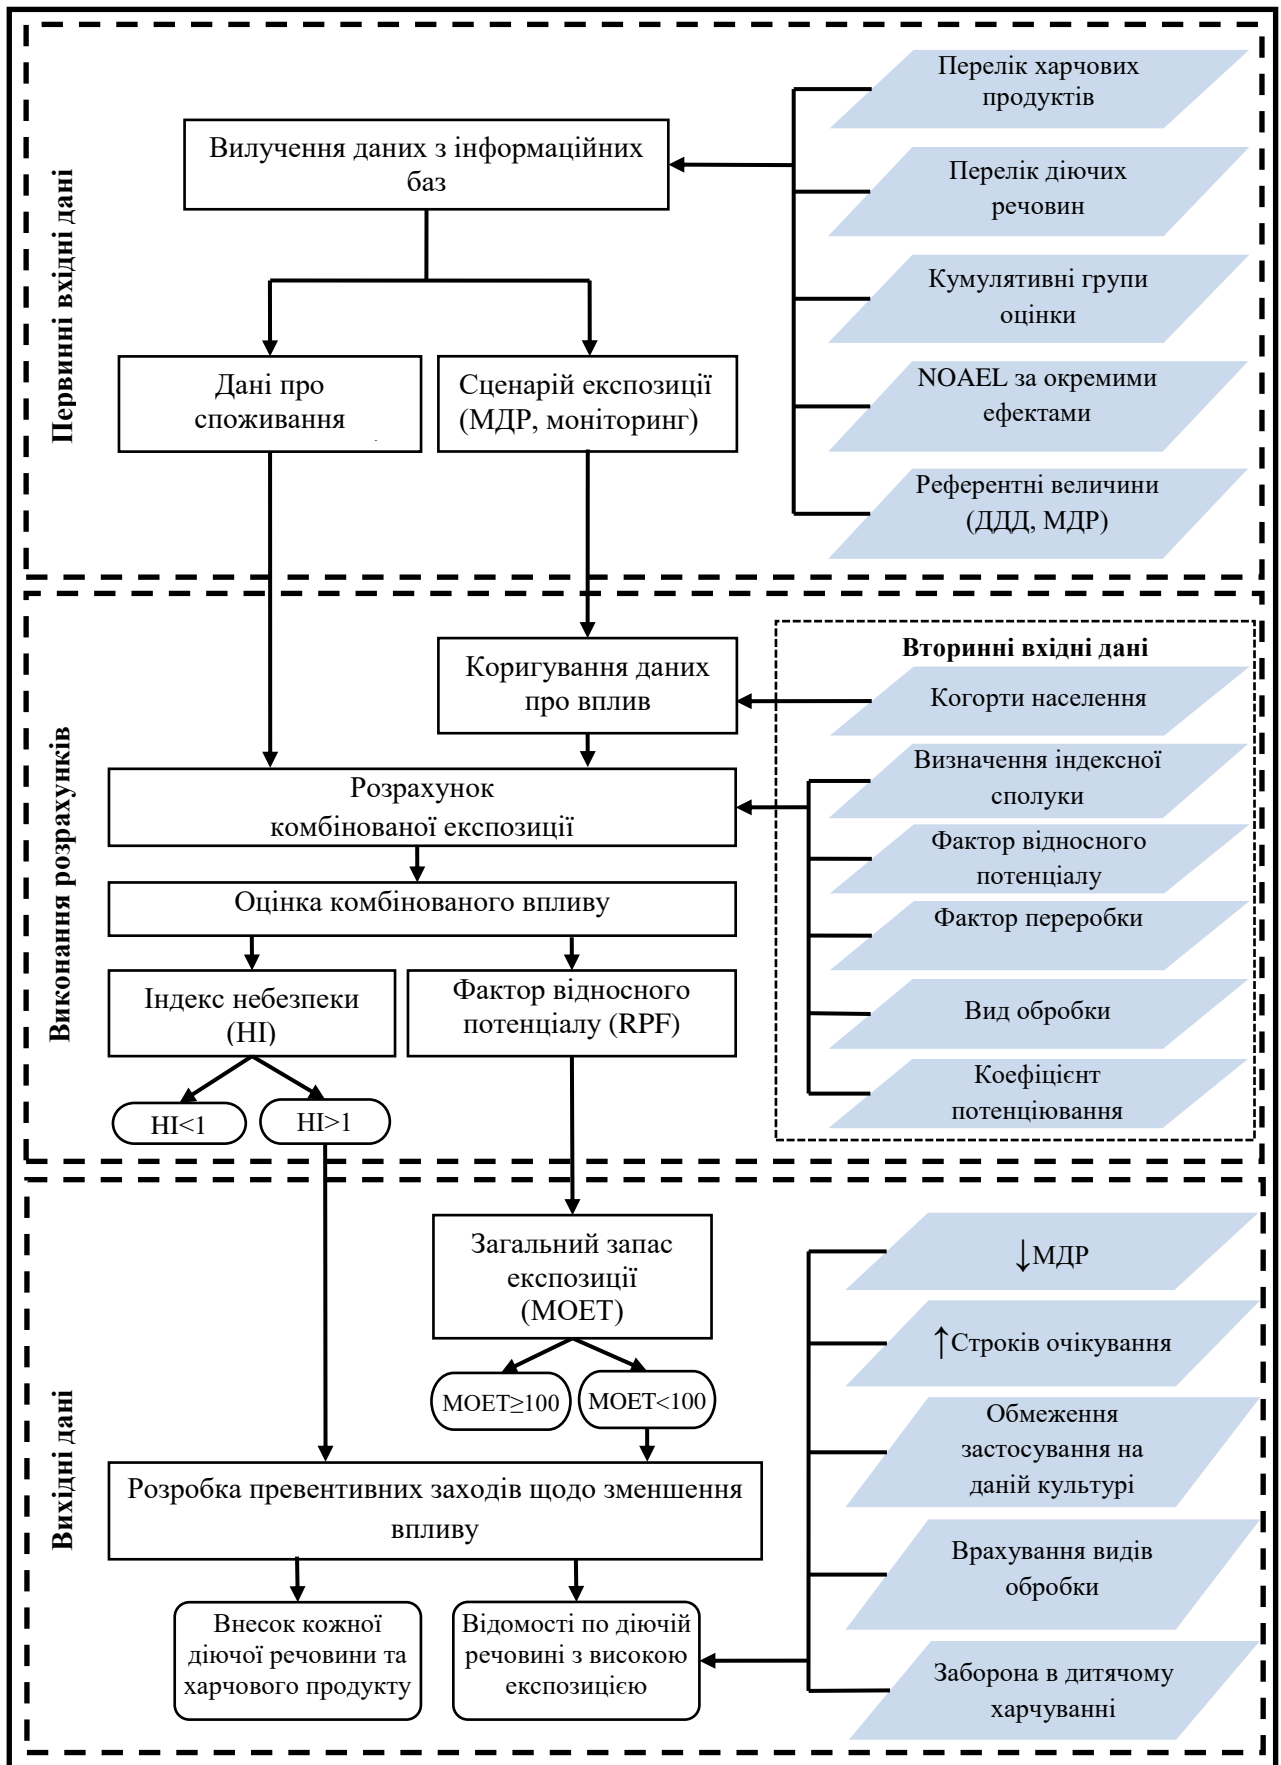 Первинні вхідні дані
Вилучення даних з інформаційних
баз
Перелік харчових
продуктів
Перелік діючих
речовин
Кумулятивні групи
оцінки
NOAEL за окремими
ефектами
Референтні величини
(ДДД, МДР)
Дані про
споживання
Сценарій експозиції
(МДР, моніторинг)
Виконання розрахунків
Вторинні вхідні дані
Коригування даних
про вплив
Когорти населення
Визначення індексної
сполуки
Фактор відносного
потенціалу
Фактор переробки
Вид обробки
Коефіцієнт
потенціювання
Розрахунок
комбінованої експозиції
Оцінка комбінованого впливу
Індекс небезпеки
(HI)
Фактор відносного
потенціалу (RPF)
HI<1
HI>1
Вихідні дані
Загальний запас
експозиції
(MOET)
MOET≥100
MOET<100
↓МДР
↑Строків очікування
Обмеження
застосування на
даній культурі
Врахування видів
обробки
Заборона в дитячому
харчуванні
Розробка превентивних заходів щодо зменшення
впливу
Внесок кожної
діючої речовини та
харчового продукту
Відомості по діючій
речовині з високою
експозицією